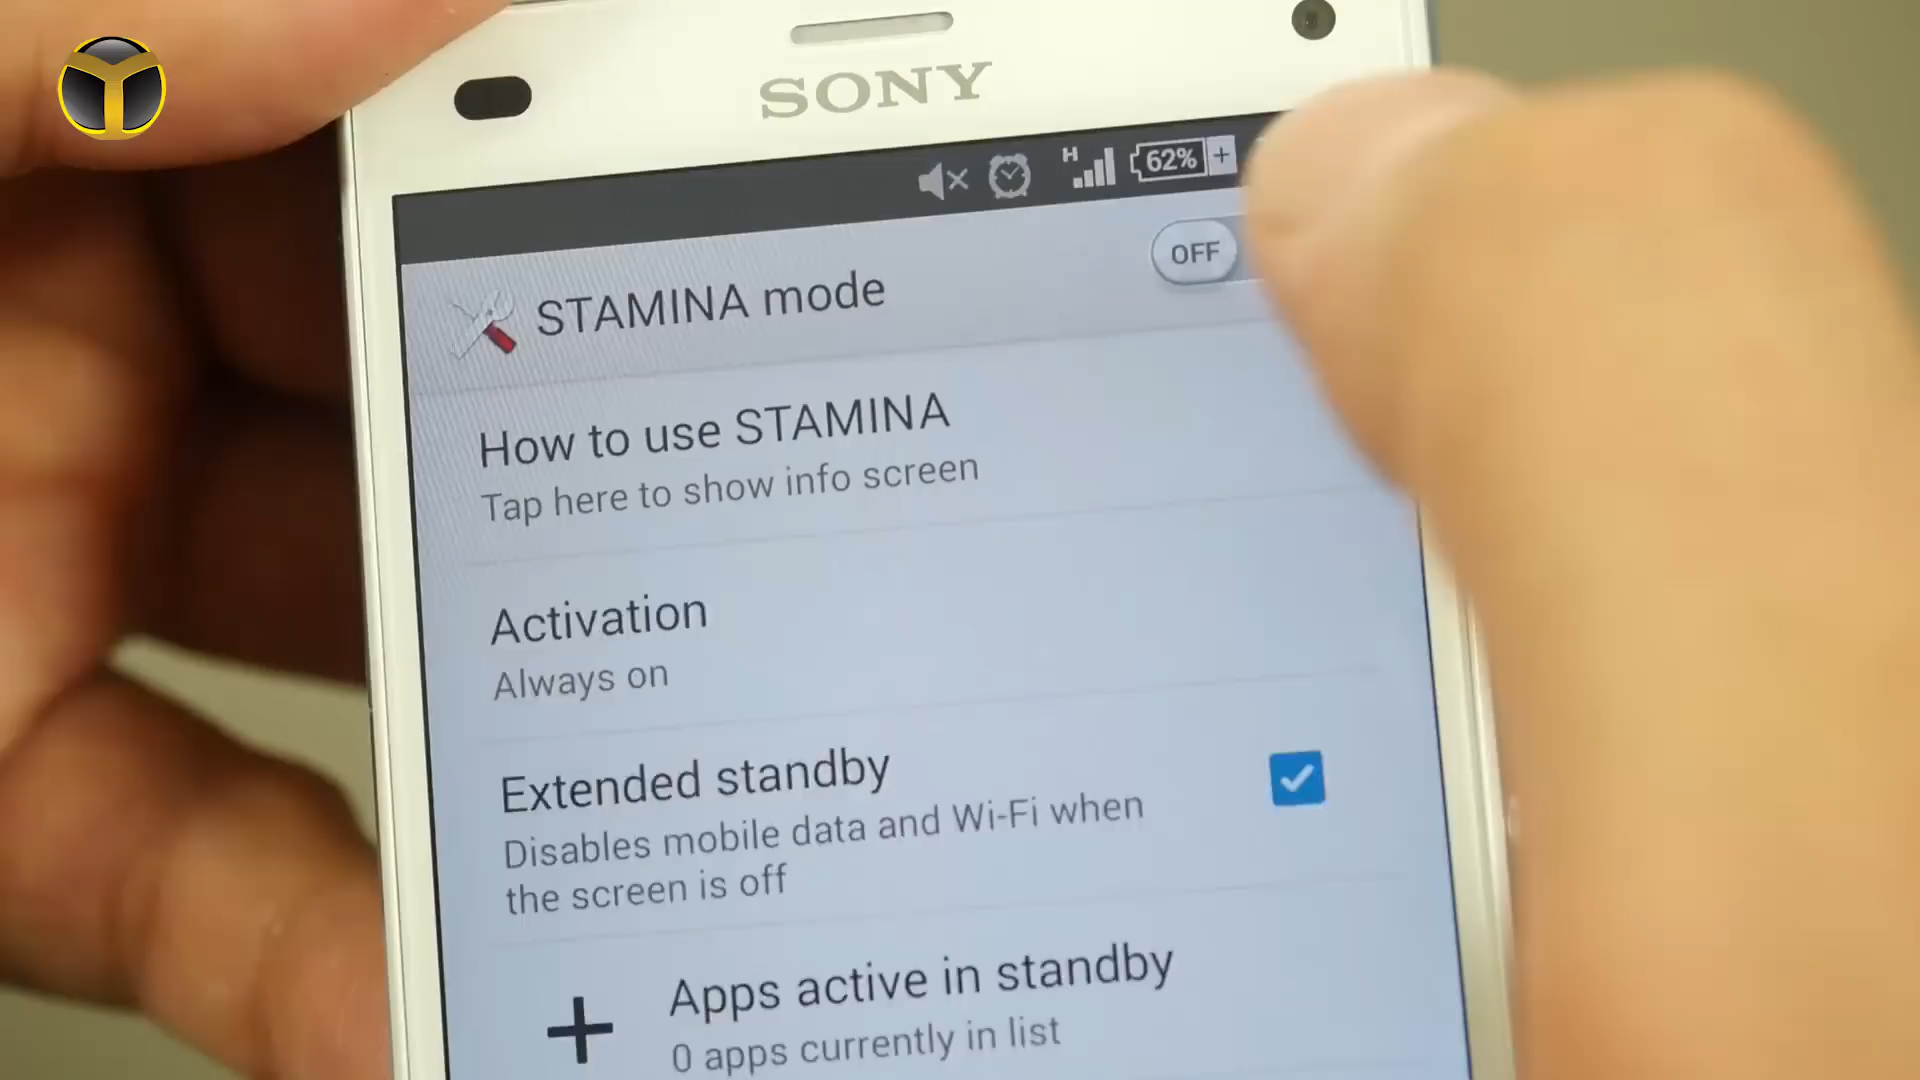 SONY
H
62%
STAMINA mode
OFF
How to use STAMINA
Tap here to show info screen
Activation
Always on
Extended standby
Disables mobile data and Wi-Fi when
the screen is off
Apps active in standby
0 apps currently in list